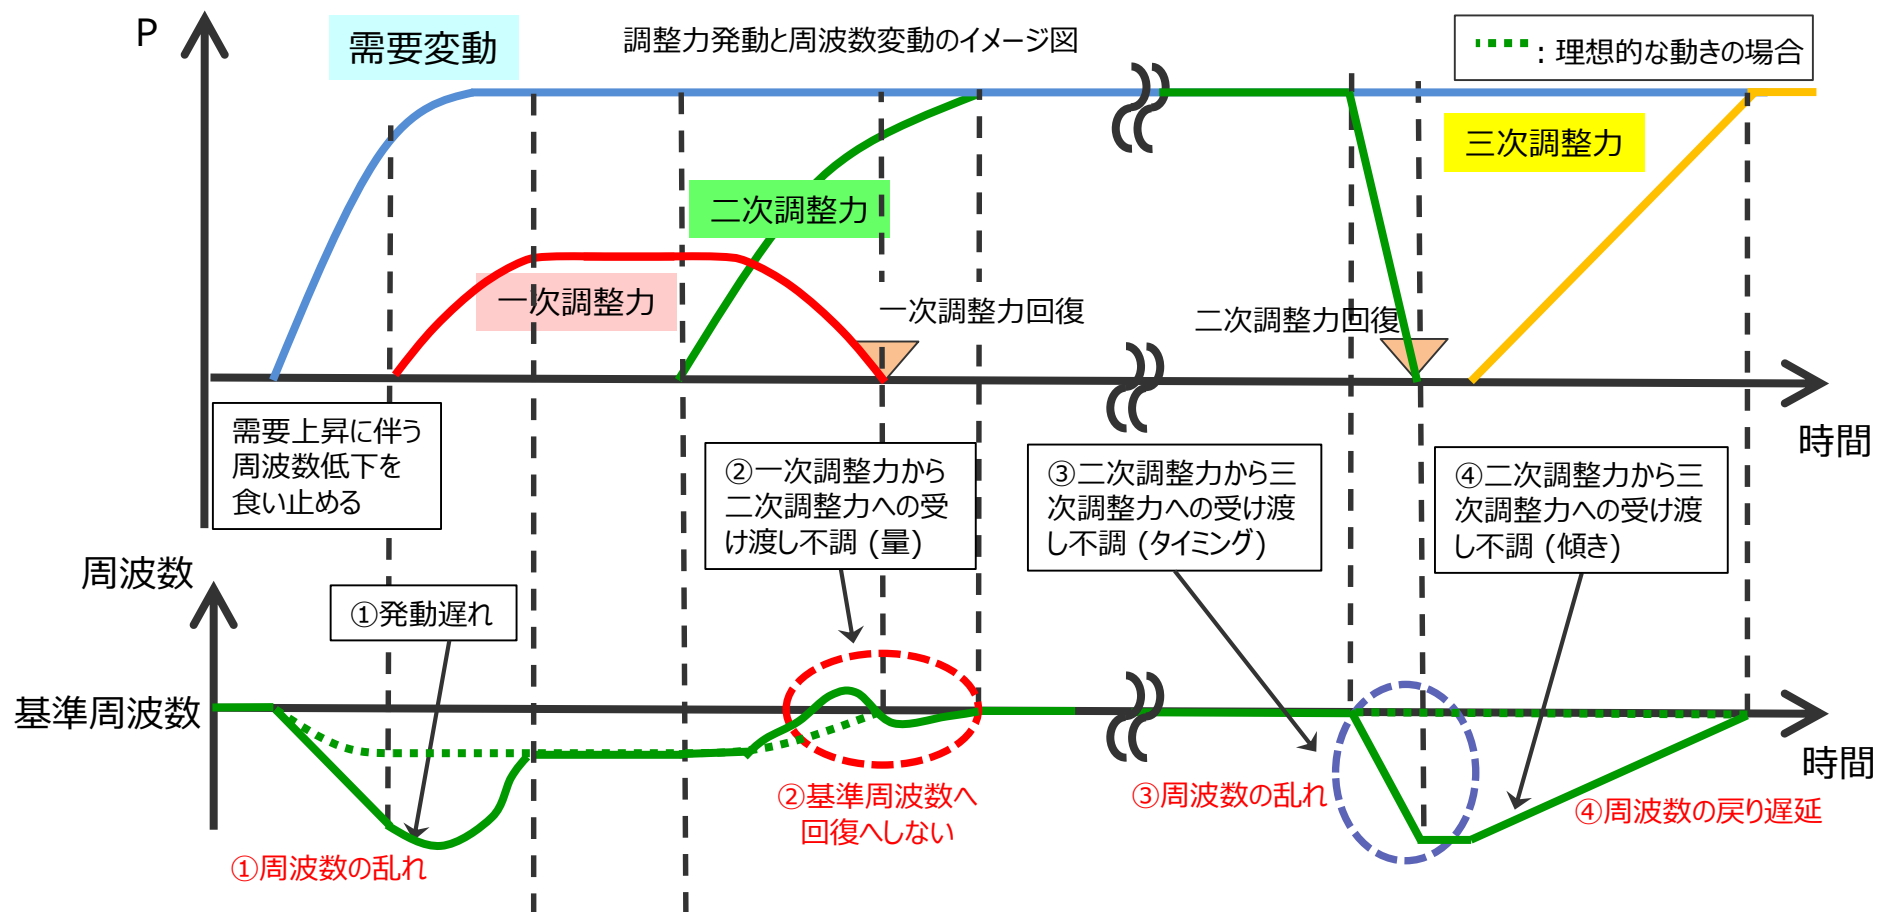 P
需要変動
調整力発動と周波数変動のイメージ図
: 理想的な動きの場合
三次調整力
二次調整力
一次調整力
一次調整力回復
二次調整力回復
時間
需要上昇に伴う
周波数低下を
食い止める
②一次調整力から
二次調整力への受
け渡し不調 (量)
③二次調整力から三
次調整力への受け渡
し不調 (タイミング)
④二次調整力から三
次調整力への受け渡
し不調 (傾き)
周波数
①発動遅れ
基準周波数
時間
②基準周波数へ
回復へしない
③周波数の乱れ
④周波数の戻り遅延
①周波数の乱れ